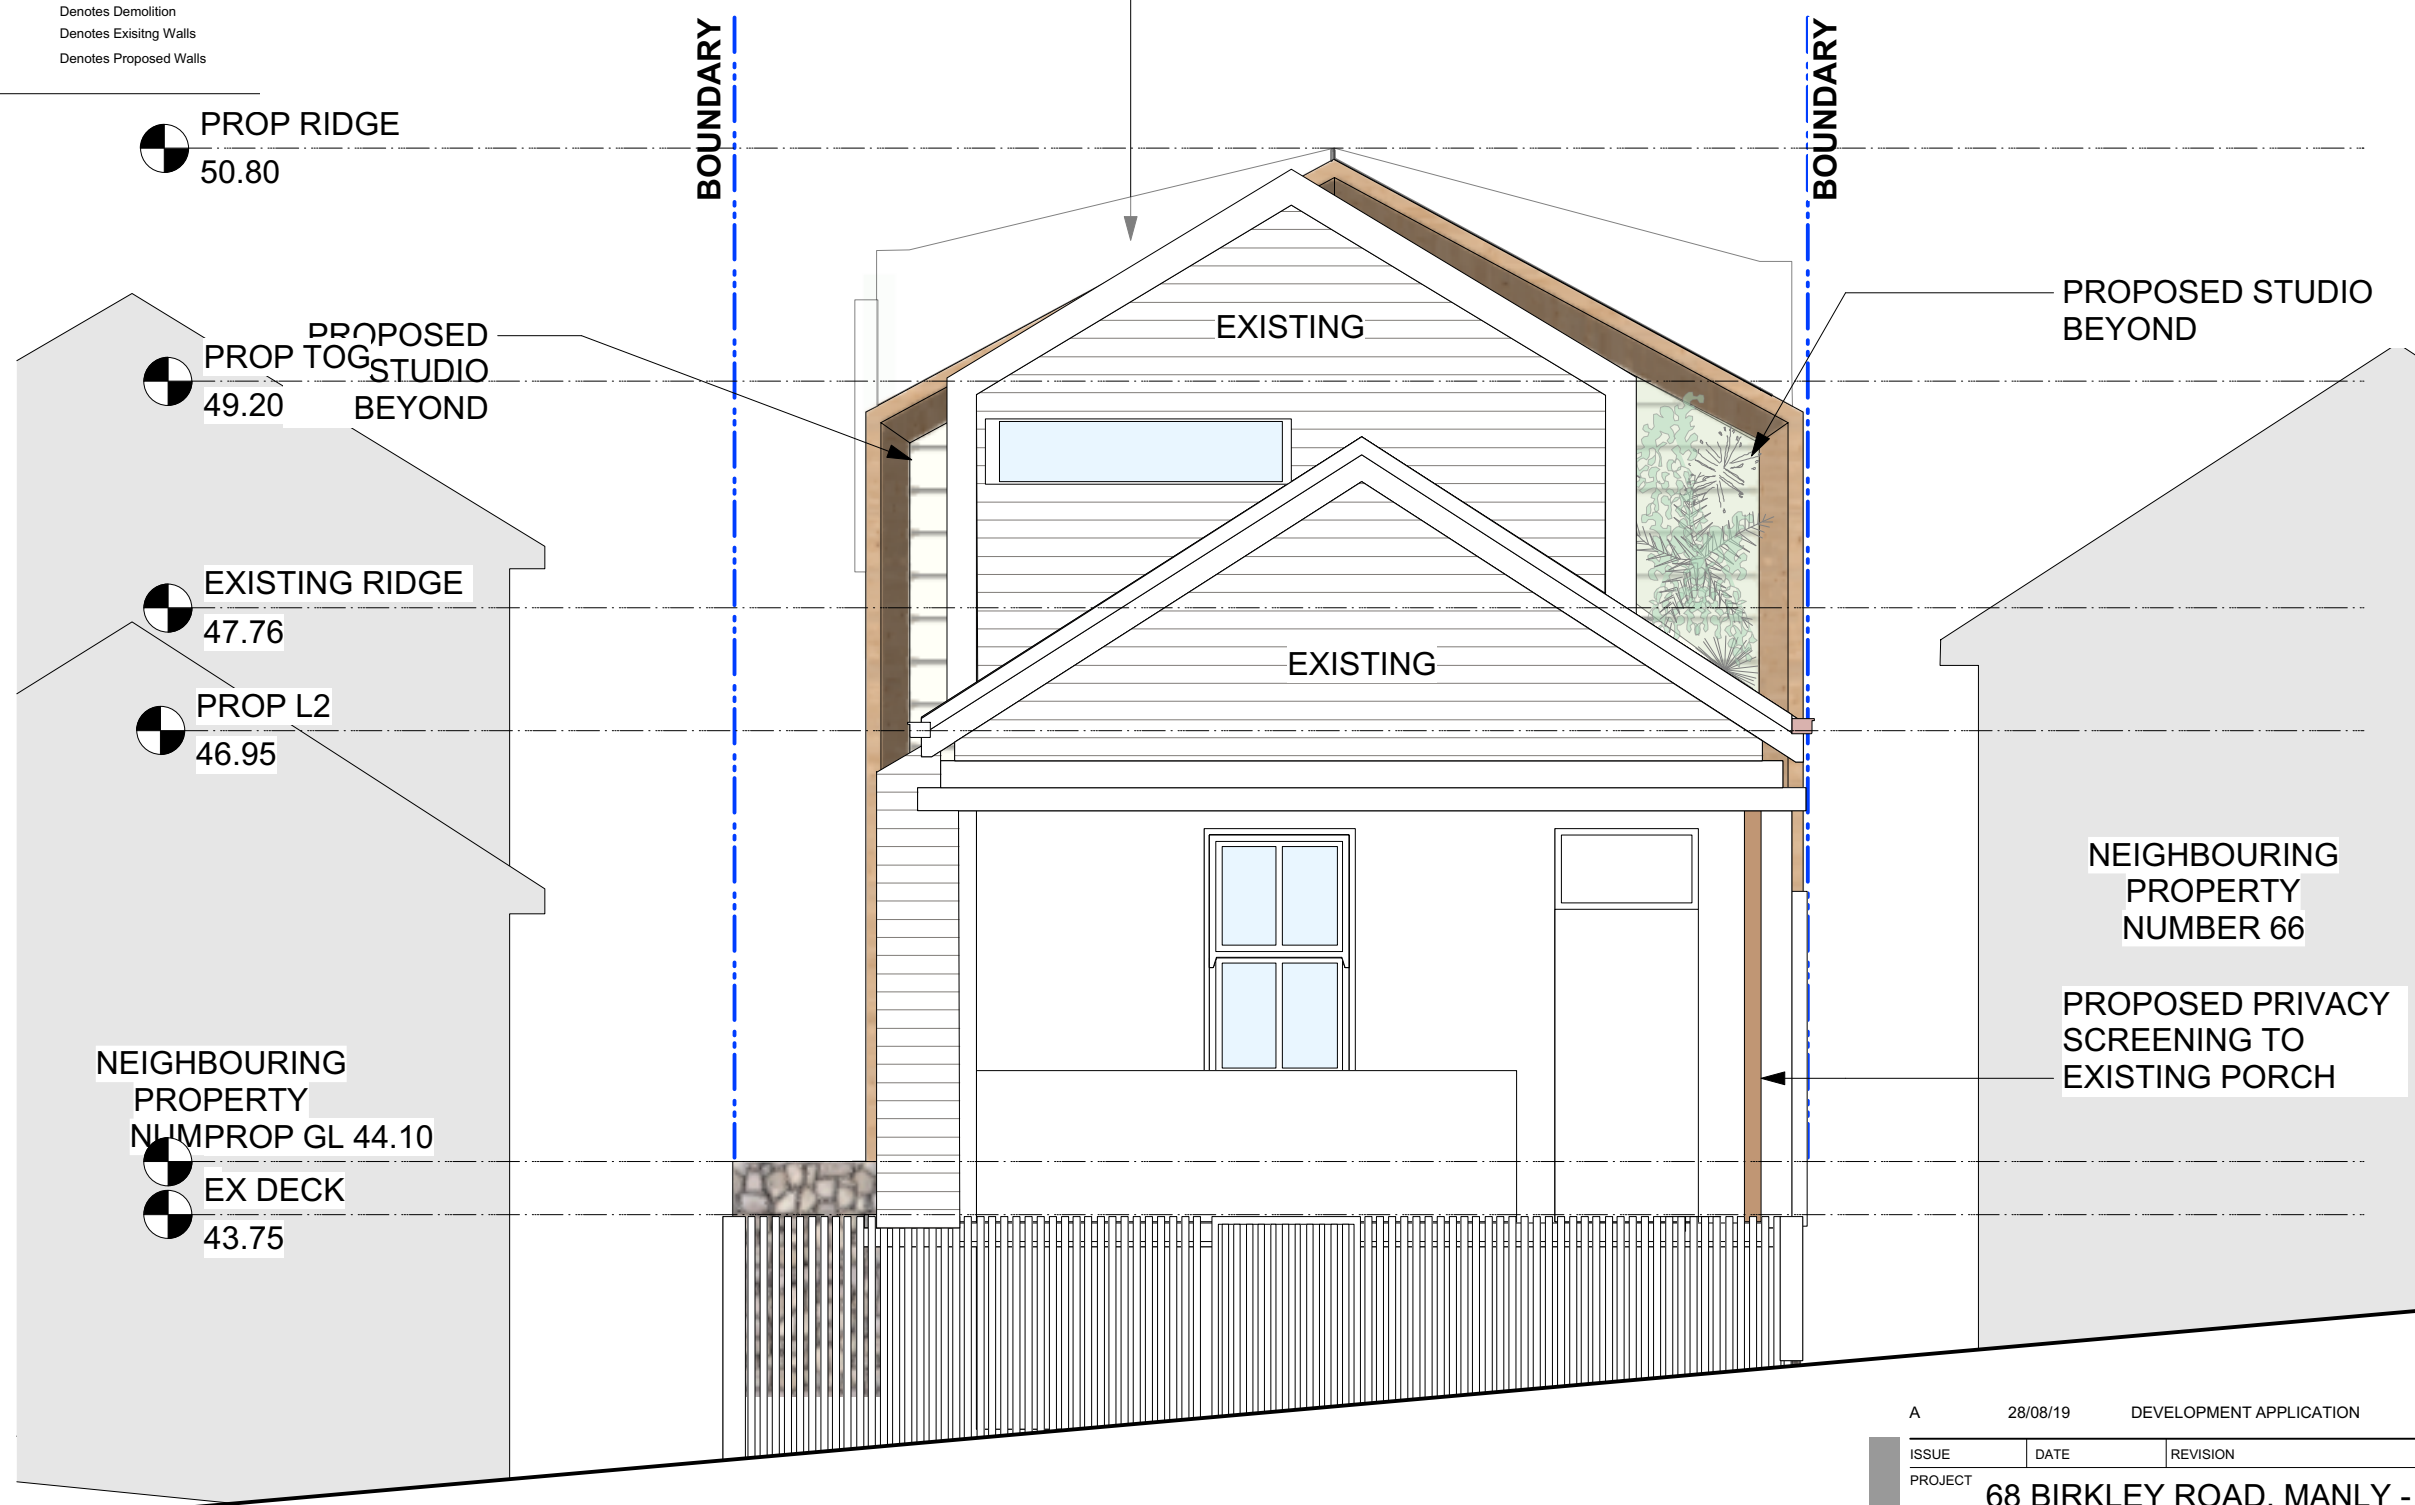 Denotes Demolition
Denotes Exisitng Walls
Denotes Proposed Walls
BOUNDARY
BOUNDARY
PROP RIDGE
50.80
PROPOSED
STUDIO
BEYOND
PROP TOG
49.20
PROPOSED STUDIO
BEYOND
EXISTING
EXISTING RIDGE
47.76
EXISTING
PROP L2
46.95
NEIGHBOURING
PROPERTY
NUMBER 66
PROPOSED PRIVACY
SCREENING TO
EXISTING PORCH
NEIGHBOURING
PROPERTY
PROP GL 44.10
EX DECK
43.75
A 28/08/19 DEVELOPMENT APPLICATION
ISSUE DATE REVISION
PROJECT 68 BIRKLEY ROAD, MANLY -